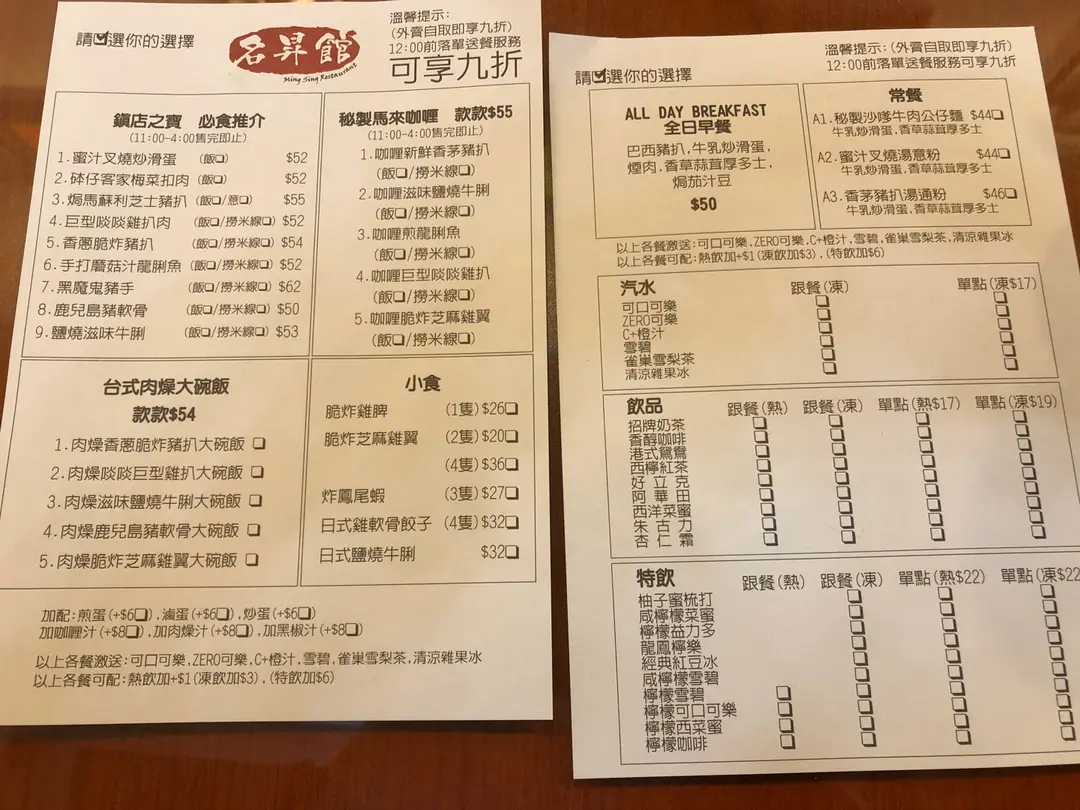 請☑選你的選擇
名昇館
Ming Sing Restaurant
溫馨提示:
(外賣自取即享九折)
12:00前落單送餐服務
可享九折
鎮店之寶 必食推介
(11:00-4:00售完即止)
1.蜜汁叉燒炒滑蛋 (飯❏) $52
2.砵仔客家梅菜扣肉 (飯❏) $52
3.焗馬蘇利芝士豬扒 (飯❏/意❏) $55
4.巨型啖啖雞扒肉 (飯❏/撈米線❏) $52
5.香蔥脆炸豬扒 (飯❏/撈米線❏) $54
6.手打蘑菇汁龍脷魚 (飯❏/撈米線❏) $52
7.黑魔鬼豬手 (飯❏/撈米線❏) $62
8.鹿兒島豬軟骨 (飯❏/撈米線❏) $50
9.鹽燒滋味牛脷 (飯❏/撈米線❏) $53
秘製馬來咖喱 款款$55
(11:00-4:00售完即止)
1.咖喱新鮮香茅豬扒
(飯❏/撈米線❏)
2.咖喱滋味鹽燒牛脷
(飯❏/撈米線❏)
3.咖喱煎龍脷魚
(飯❏/撈米線❏)
4.咖喱巨型啖啖雞扒
(飯❏/撈米線❏)
5.咖喱脆炸芝麻雞翼
(飯❏/撈米線❏)
台式肉燥大碗飯
款款$54
1.肉燥香蔥脆炸豬扒大碗飯 ❏
2.肉燥啖啖巨型雞扒大碗飯 ❏
3.肉燥滋味鹽燒牛脷大碗飯 ❏
4.肉燥鹿兒島豬軟骨大碗飯 ❏
5.肉燥脆炸芝麻雞翼大碗飯 ❏
小食
脆炸雞脾 (1隻)$26❏
脆炸芝麻雞翼 (2隻)$20❏
(4隻)$36❏
炸鳳尾蝦 (3隻)$27❏
日式雞軟骨餃子 (4隻)$32❏
日式鹽燒牛脷 $32❏
加配:煎蛋(+$6❏),滷蛋(+$6❏),炒蛋(+$6❏)
加咖喱汁(+$8❏),加肉燥汁(+$8❏),加黑椒汁(+$8❏)
以上各餐激送:可口可樂,ZERO可樂,C+橙汁,雪碧,雀巢雪梨茶,清涼雜果冰
以上各餐可配:熱飲加+$1(凍飲加$3),(特飲加$6)
請☑選你的選擇
溫馨提示:(外賣自取即享九折)
12:00前落單送餐服務可享九折
ALL DAY BREAKFAST
全日早餐
巴西豬扒,牛乳炒滑蛋,
煙肉,香草蒜茸厚多士,
焗茄汁豆
$50
常餐
A1.秘製沙嗲牛肉公仔麵 $44❏
牛乳炒滑蛋,香草蒜茸厚多士
A2.蜜汁叉燒湯意粉 $44❏
牛乳炒滑蛋,香草蒜茸厚多士
A3.香茅豬扒湯通粉 $46❏
牛乳炒滑蛋,香草蒜茸厚多士
以上各餐激送:可口可樂,ZERO可樂,C+橙汁,雪碧,雀巢雪梨茶,清涼雜果冰
以上各餐可配:熱飲加+$1(凍飲加$3),(特飲加$6)
汽水 跟餐(凍) 單點(凍$17)
可口可樂 ❏ ❏
ZERO可樂 ❏ ❏
C+橙汁 ❏ ❏
雪碧 ❏ ❏
雀巢雪梨茶 ❏ ❏
清涼雜果冰 ❏ ❏
飲品 跟餐(熱) 跟餐(凍) 單點(熱$17) 單點(凍$19)
招牌奶茶 ❏ ❏ ❏ ❏
香醇咖啡 ❏ ❏ ❏ ❏
港式鴛鴦 ❏ ❏ ❏ ❏
西檸紅茶 ❏ ❏ ❏ ❏
好立克 ❏ ❏ ❏ ❏
阿華田 ❏ ❏ ❏ ❏
西洋菜蜜 ❏ ❏ ❏ ❏
朱古力 ❏ ❏ ❏ ❏
杏仁霜 ❏ ❏ ❏ ❏
特飲 跟餐(熱) 跟餐(凍) 單點(熱$22) 單點(凍$22
柚子蜜梳打 ❏ ❏ ❏
咸檸檬菜蜜 ❏ ❏ ❏
檸檬益力多 ❏ ❏ ❏
龍鳳檸樂 ❏ ❏ ❏
經典紅豆冰 ❏ ❏ ❏
咸檸檬雪碧 ❏ ❏ ❏
檸檬雪碧 ❏ ❏ ❏ ❏
檸檬可口可樂 ❏ ❏ ❏ ❏
檸檬西菜蜜 ❏ ❏ ❏ ❏
檸檬咖啡 ❏ ❏ ❏ ❏